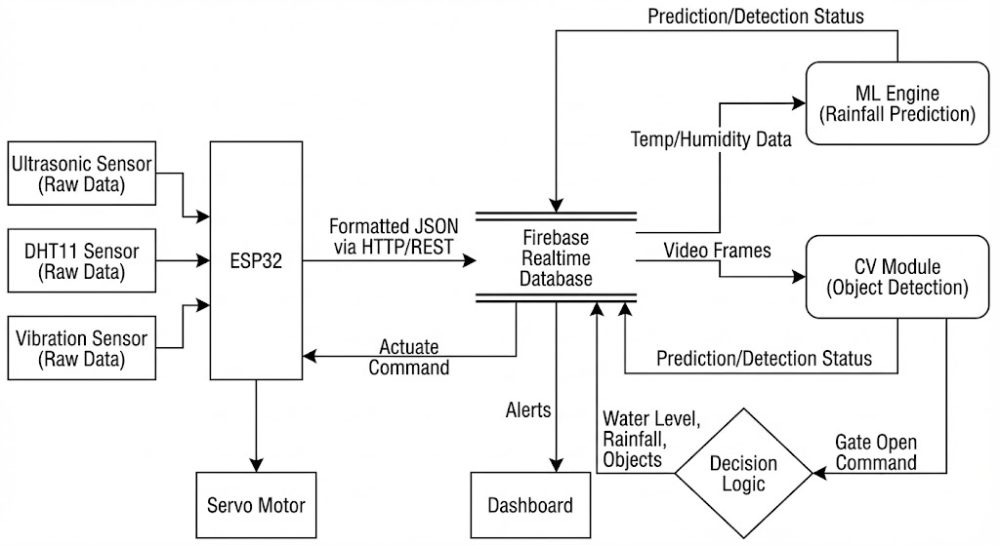 Prediction/Detection Status
ML Engine
(Rainfall Prediction)
Temp/Humidity Data
Ultrasonic Sensor
(Raw Data)
DHT11 Sensor
(Raw Data)
Vibration Sensor
(Raw Data)
ESP32
Formatted JSON
via HTTP/REST
Firebase
Realtime
Database
Video Frames
CV Module
(Object Detection)
Actuate
Command
Prediction/Detection Status
Alerts
Water Level,
Rainfall,
Objects
Decision
Logic
Gate Open
Command
Servo Motor
Dashboard